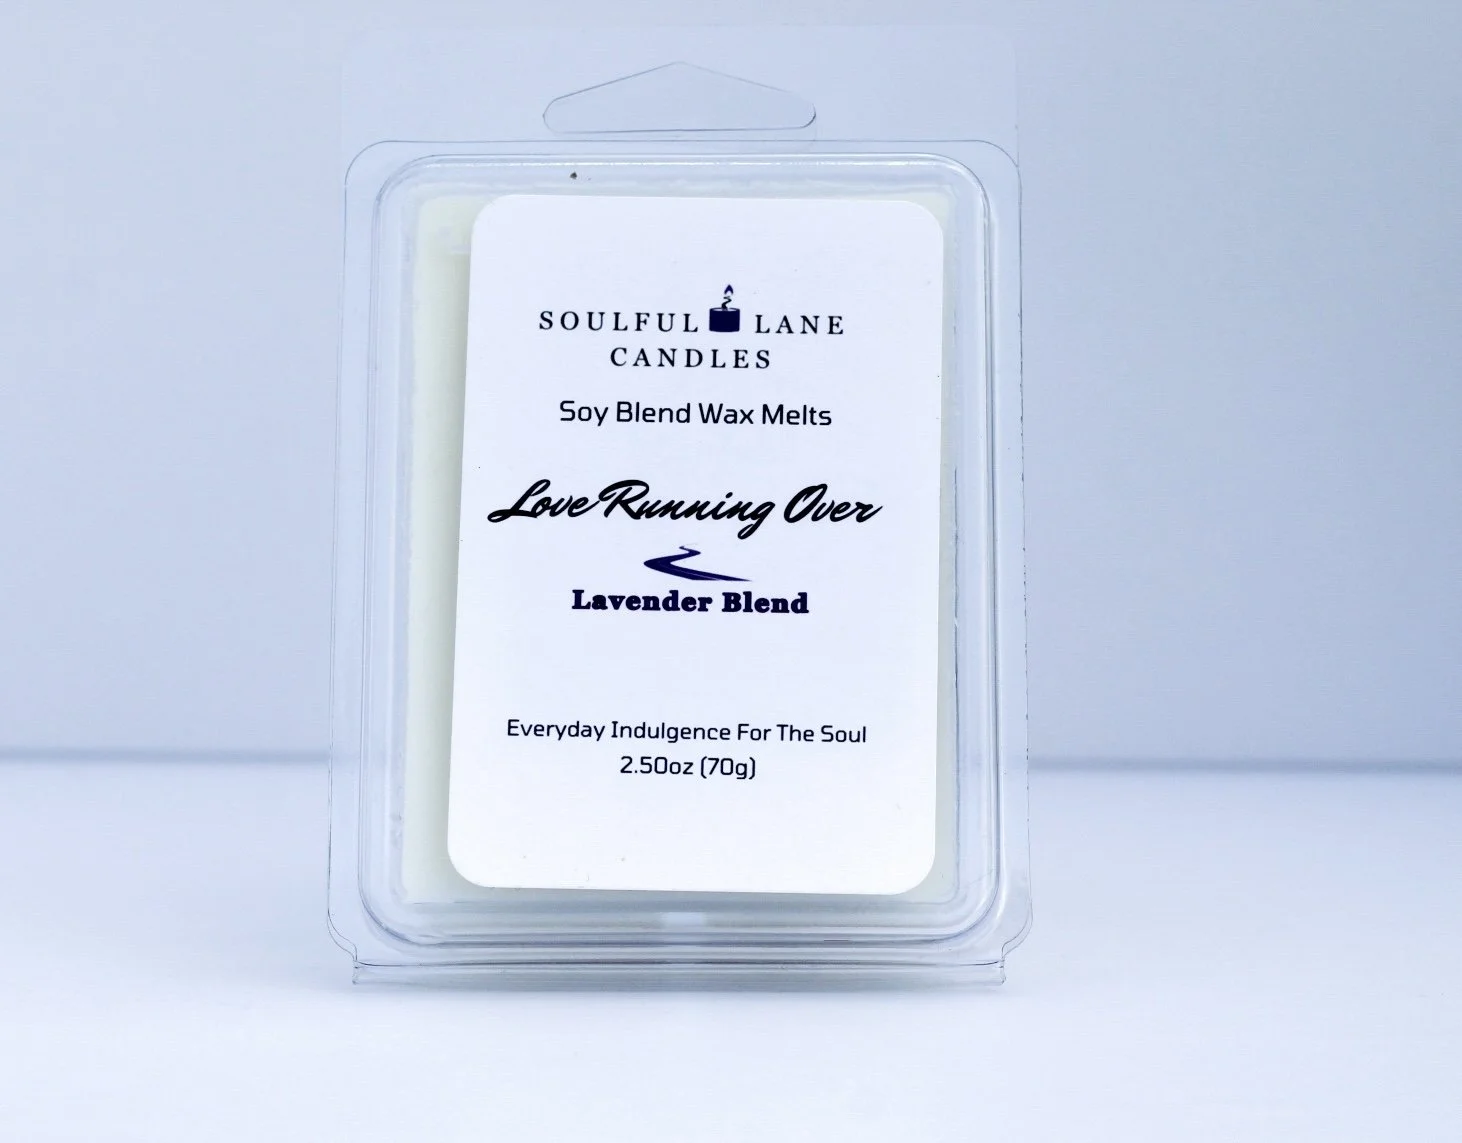 SOULFUL LANE
CANDLES
Soy Blend Wax Melts
Love Running Over
Lavender Blend
Everyday Indulgence For The Soul
2.50oz (70g)